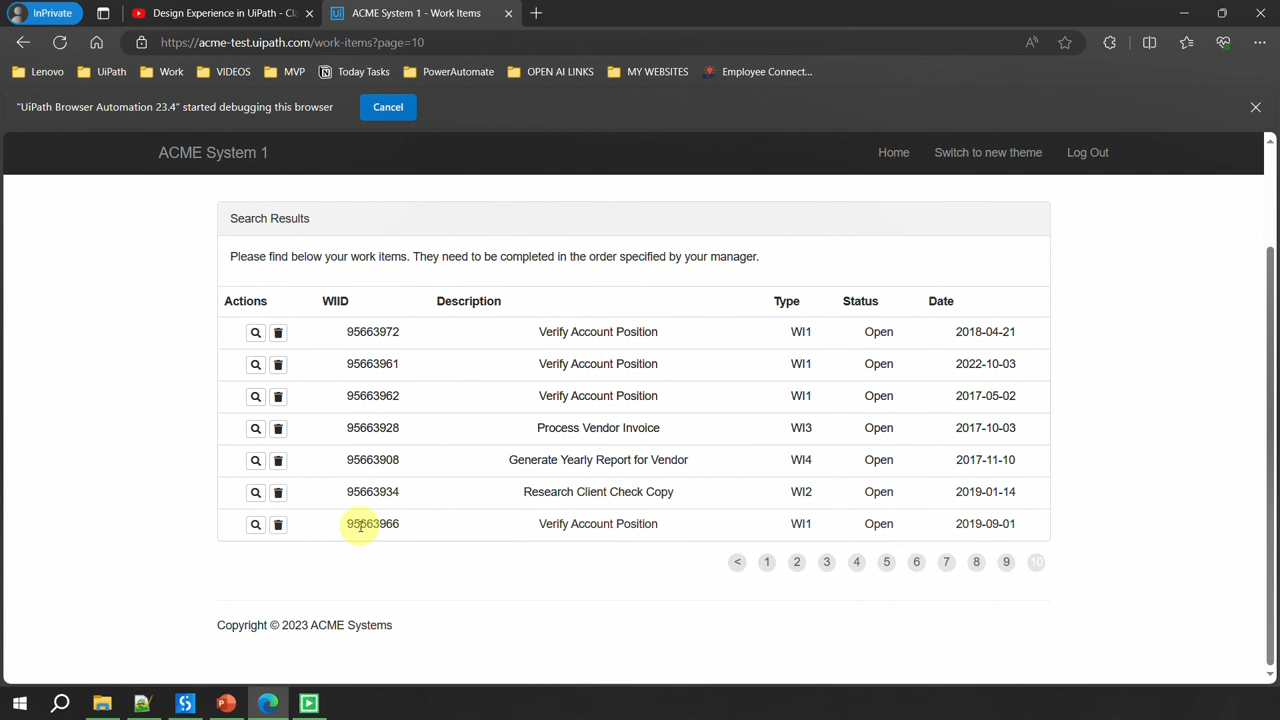 InPrivate
Design Experience in UiPath - Cla
ACME System 1 - Work Items
https://acme-test.uipath.com/work-items?page=10
Lenovo
UiPath
Work
VIDEOS
MVP
Today Tasks
PowerAutomate
OPEN AI LINKS
MY WEBSITES
Employee Connect...
"UiPath Browser Automation 23.4" started debugging this browser
Cancel
ACME System 1
Home
Switch to new theme
Log Out
Search Results
Please find below your work items. They need to be completed in the order specified by your manager.
Actions WIID Description Type Status Date
95663972 Verify Account Position WI1 Open 2018-04-21
95663961 Verify Account Position WI1 Open 2022-10-03
95663962 Verify Account Position WI1 Open 2017-05-02
95663928 Process Vendor Invoice WI3 Open 2017-10-03
95663908 Generate Yearly Report for Vendor WI4 Open 2017-11-10
95663934 Research Client Check Copy WI2 Open 2019-01-14
95663966 Verify Account Position WI1 Open 2019-09-01
< 1 2 3 4 5 6 7 8 9 10
Copyright © 2023 ACME Systems